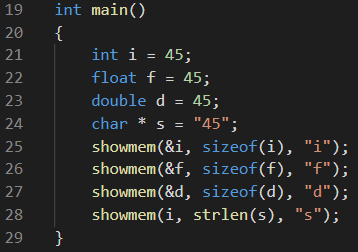 19 int main()
20 {
21     int i = 45;
22     float f = 45;
23     double d = 45;
24     char * s = "45";
25     showmem(&i, sizeof(i), "i");
26     showmem(&f, sizeof(f), "f");
27     showmem(&d, sizeof(d), "d");
28     showmem(i, strlen(s), "s");
29 }